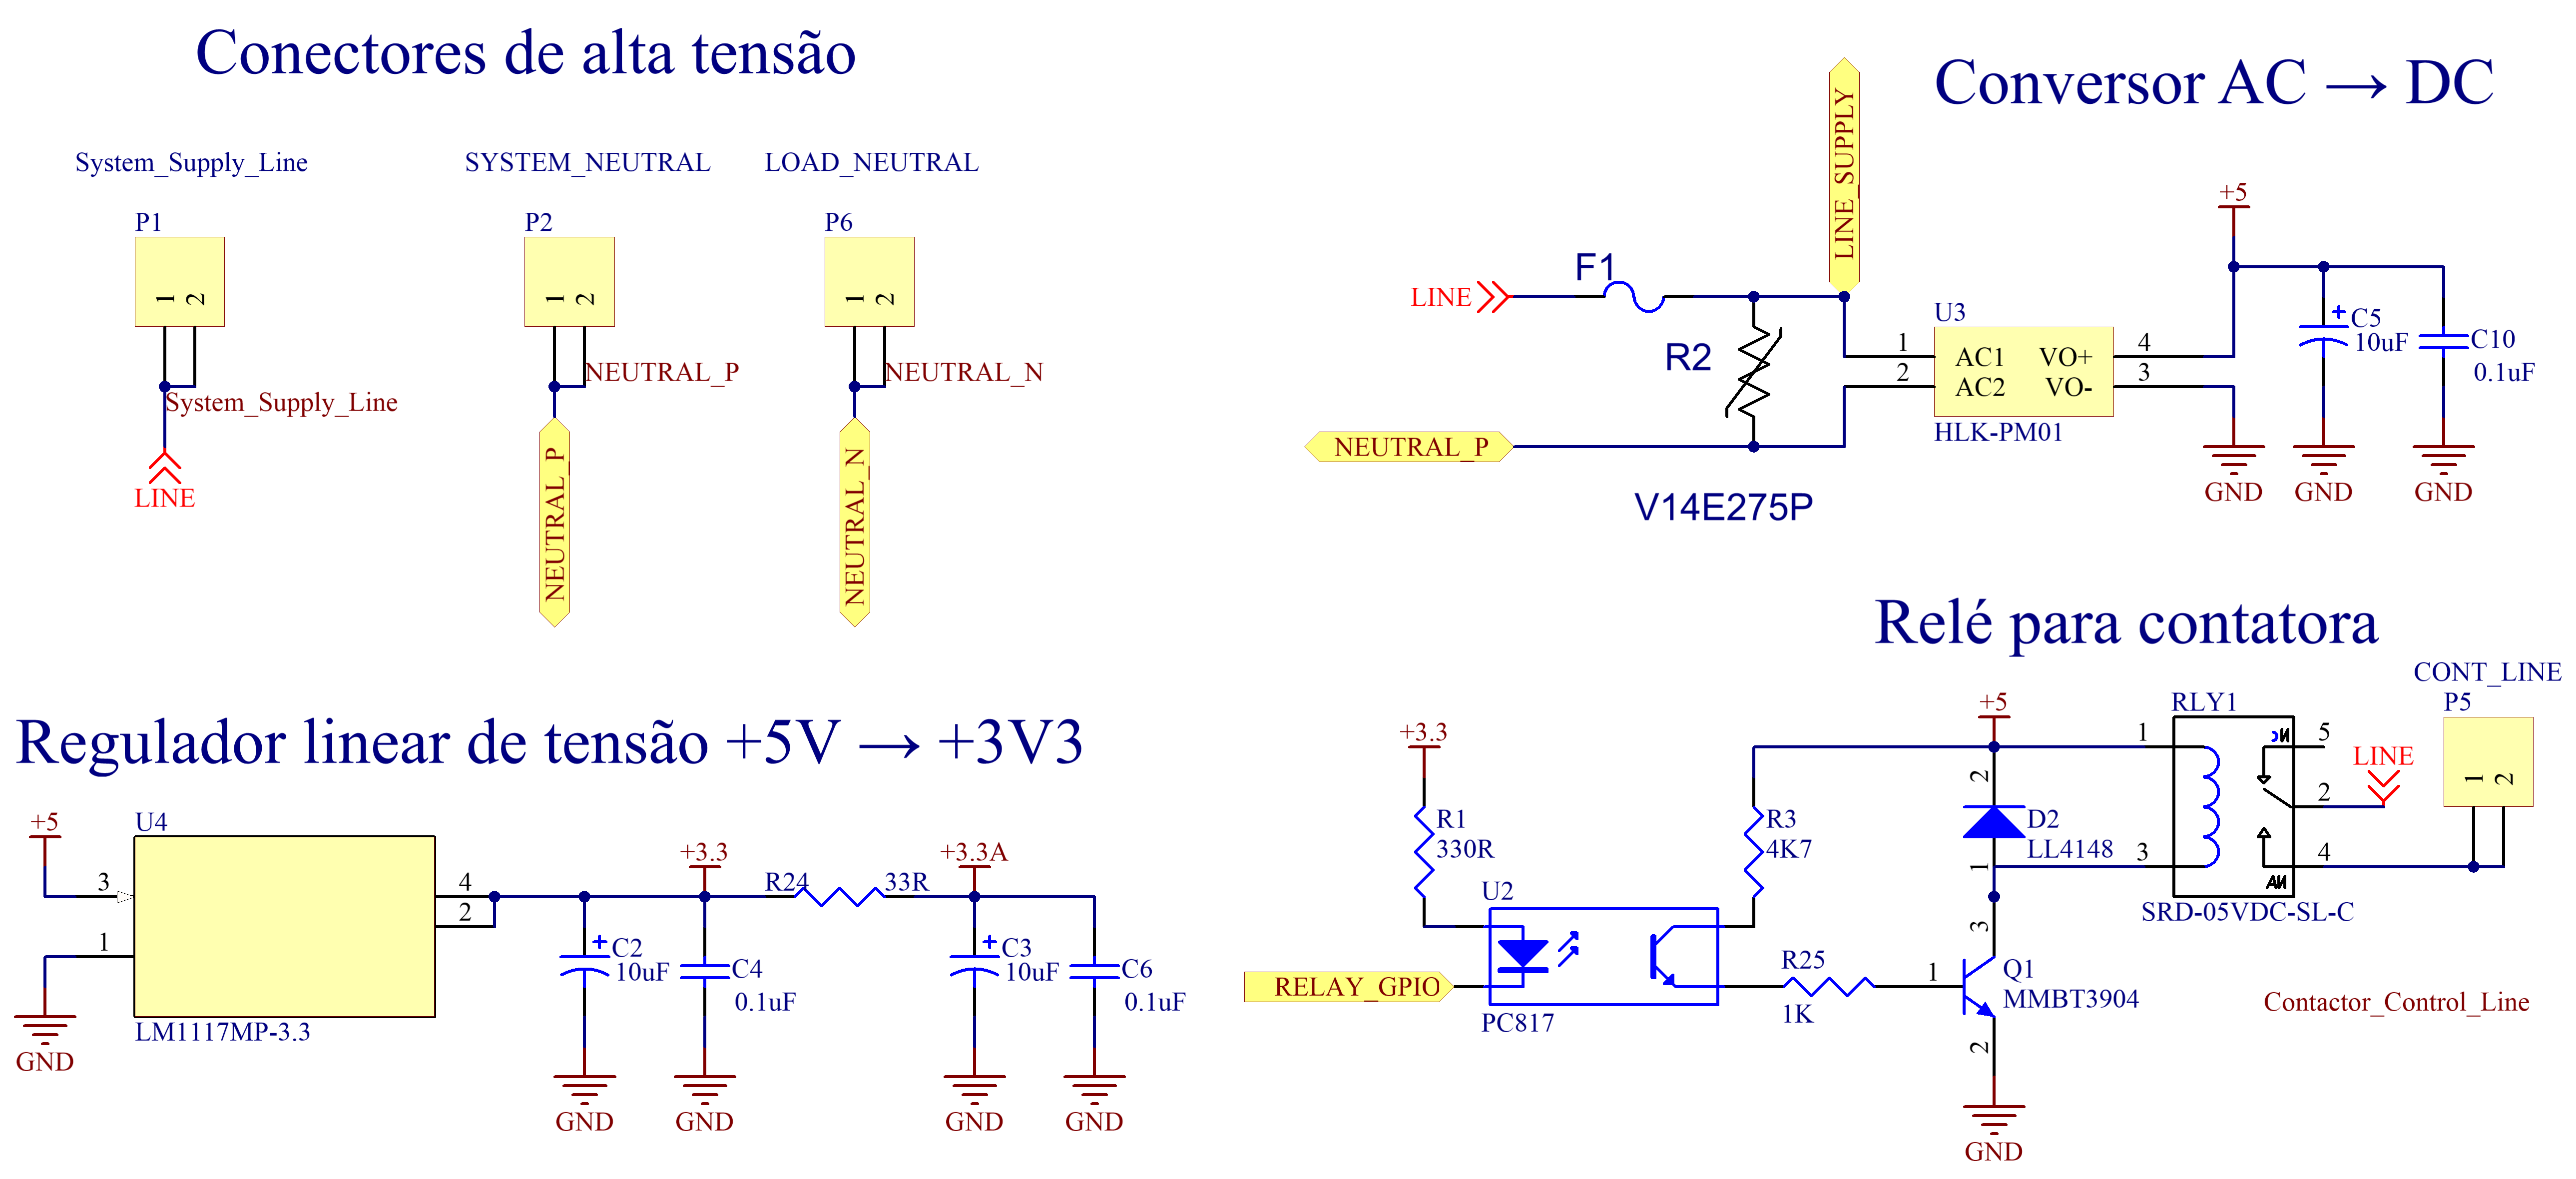 Conectores de alta tensão
System_Supply_Line
SYSTEM_NEUTRAL
LOAD_NEUTRAL
P1
1
2
System_Supply_Line
LINE
P2
1
2
NEUTRAL_P
NEUTRAL_P
P6
1
2
NEUTRAL_N
NEUTRAL_N
Conversor AC → DC
LINE_SUPPLY
LINE
F1
R2
NEUTRAL_P
V14E275P
U3
1
AC1
VO+
4
2
AC2
VO-
3
HLK-PM01
+5
+ C5
10uF
C10
0.1uF
GND
GND
GND
Regulador linear de tensão +5V → +3V3
+5
U4
3
1
4
2
LM1117MP-3.3
GND
+3.3
R24
33R
+3.3A
+ C2
10uF
C4
0.1uF
+ C3
10uF
C6
0.1uF
GND
GND
GND
GND
Relé para contatora
+3.3
R1
330R
U2
RELAY_GPIO
PC817
R3
4K7
R25
1K
+5
2
D2
LL4148
1
3
1
Q1
MMBT3904
2
GND
RLY1
1
3
5
2
4
SRD-05VDC-SL-C
LINE
CONT_LINE
P5
1
2
Contactor_Control_Line